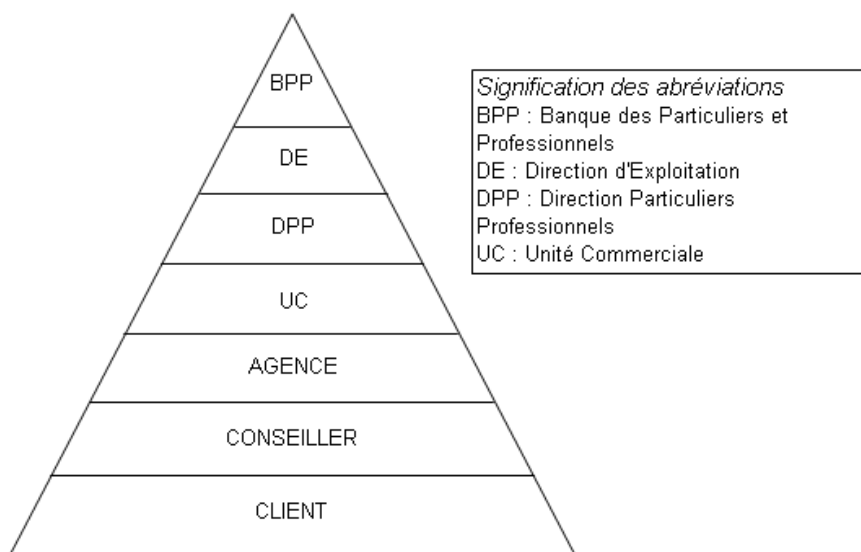 BPP
DE
DPP
UC
AGENCE
CONSEILLER
CLIENT
Signification des abréviations
BPP : Banque des Particuliers et
Professionnels
DE : Direction d'Exploitation
DPP : Direction Particuliers
Professionnels
UC : Unité Commerciale